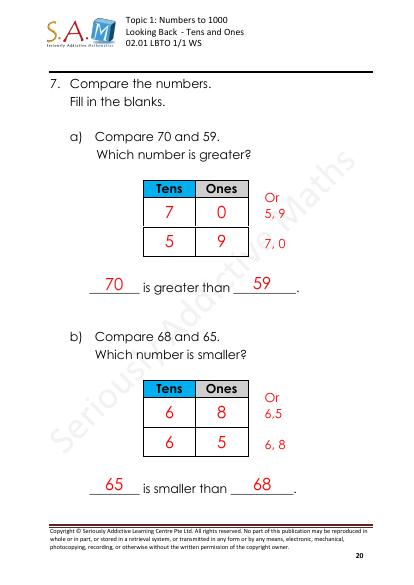 S.A.M
Seriously Addictive Mathematics
Topic 1: Numbers to 1000
Looking Back - Tens and Ones
02.01 LBTO 1/1 WS
7. Compare the numbers.
Fill in the blanks.
a) Compare 70 and 59.
Which number is greater?
Tens Ones
Or
7 0 5, 9
5 9 7, 0
70 is greater than 59.
b) Compare 68 and 65.
Which number is smaller?
Tens Ones
Or
6 8 6,5
6 5 6, 8
65 is smaller than 68.
Seriously Addictive Maths
Copyright © Seriously Addictive Learning Centre Pte Ltd. All rights reserved. No part of this publication may be reproduced in
whole or in part, or stored in a retrieval system, or transmitted in any form or by any means, electronic, mechanical,
photocopying, recording, or otherwise without the written permission of the copyright owner.
20